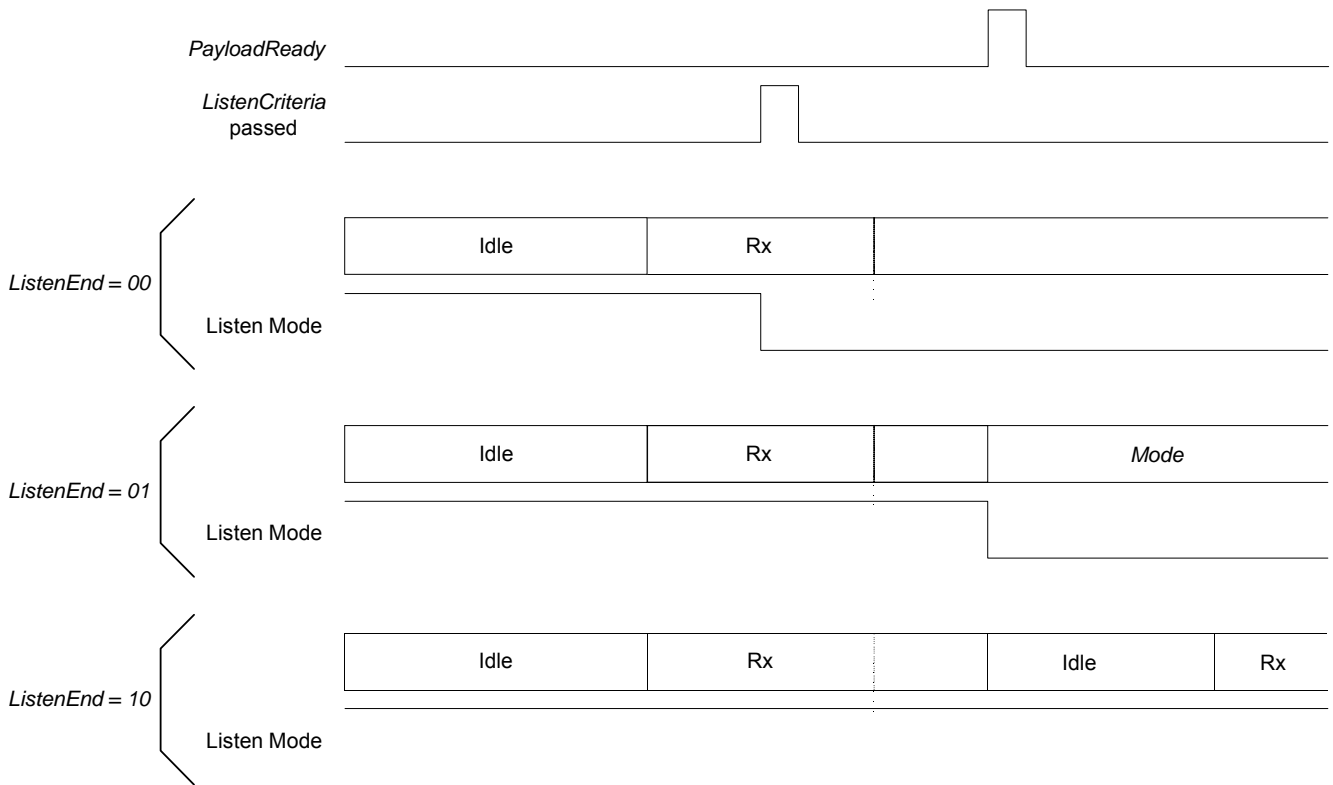 PayloadReady
ListenCriteria
passed
Idle
Rx
ListenEnd = 00
Listen Mode
Idle
Rx
Mode
ListenEnd = 01
Listen Mode
Idle
Rx
Idle
Rx
ListenEnd = 10
Listen Mode